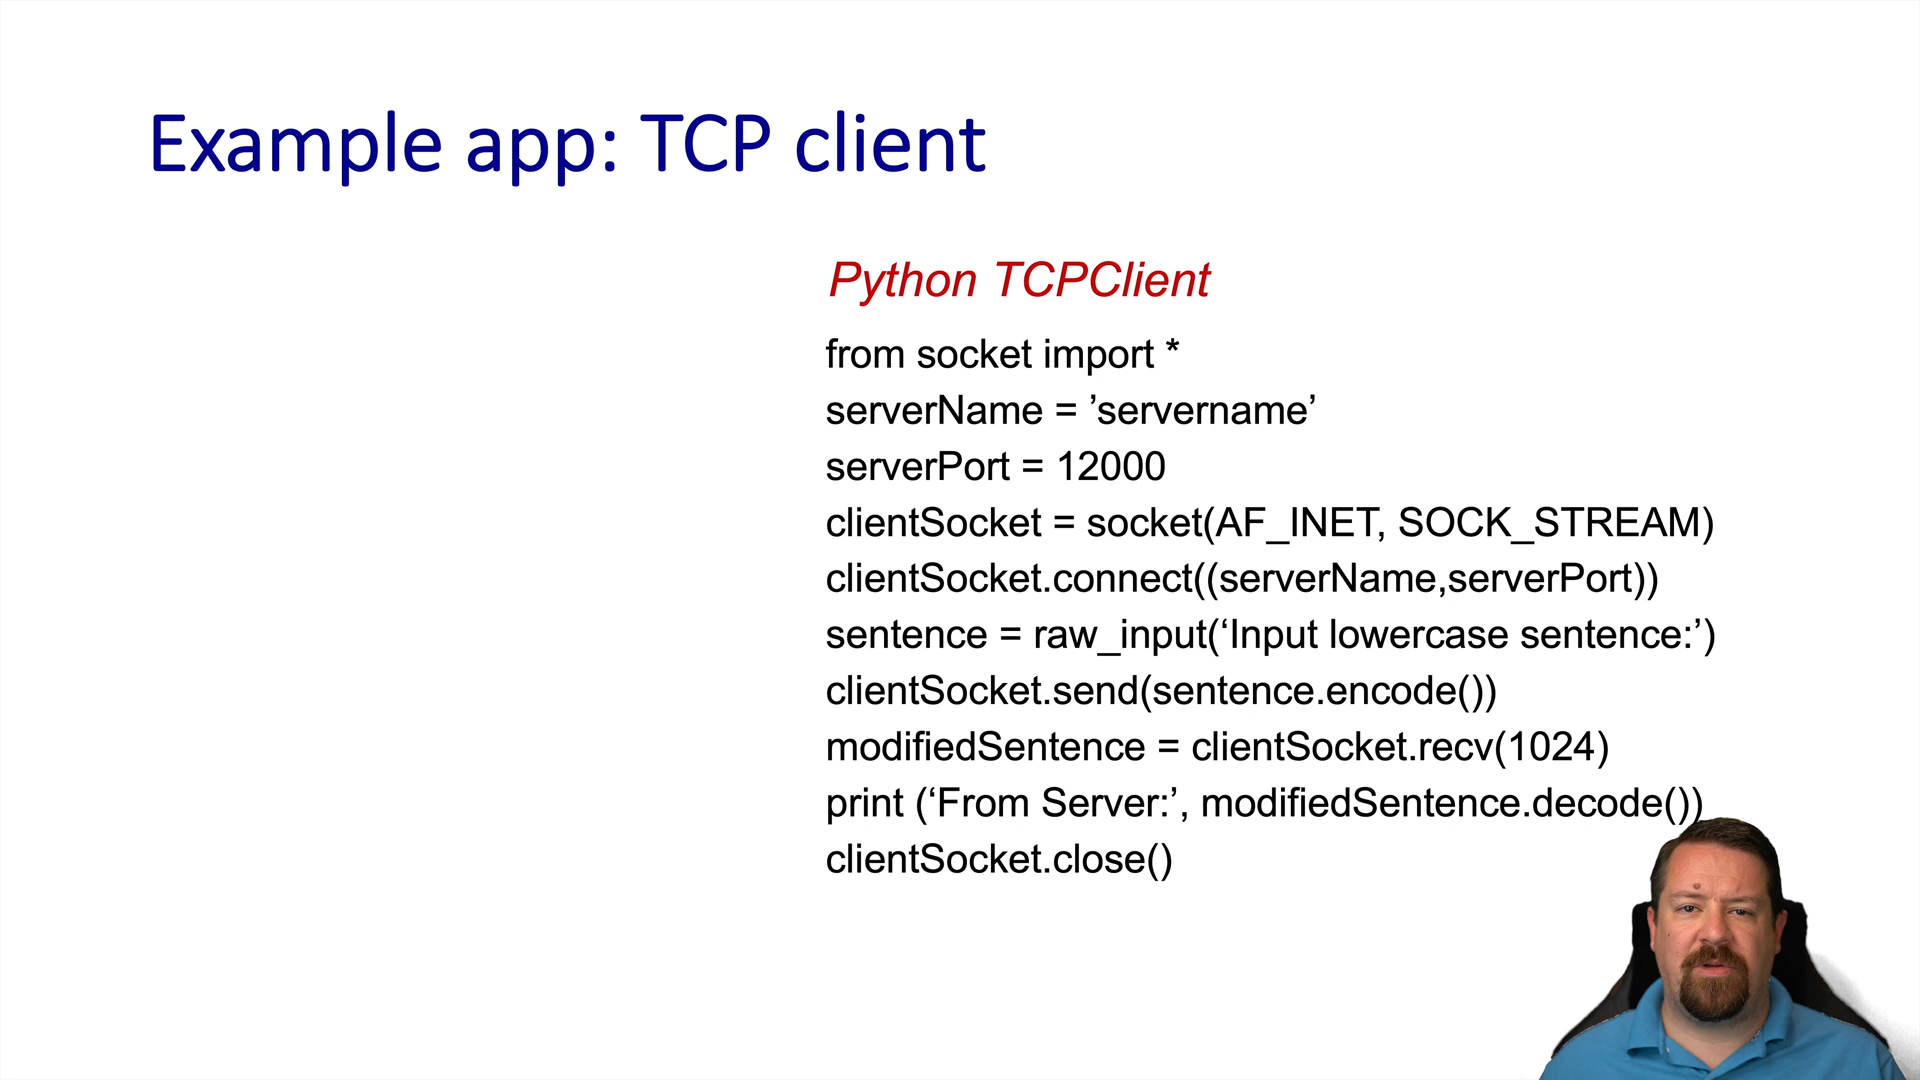 Example app: TCP client
Python TCPClient
from socket import *
serverName = ’servername’
serverPort = 12000
clientSocket = socket(AF_INET, SOCK_STREAM)
clientSocket.connect((serverName,serverPort))
sentence = raw_input(‘Input lowercase sentence:’)
clientSocket.send(sentence.encode())
modifiedSentence = clientSocket.recv(1024)
print (‘From Server:’, modifiedSentence.decode())
clientSocket.close()